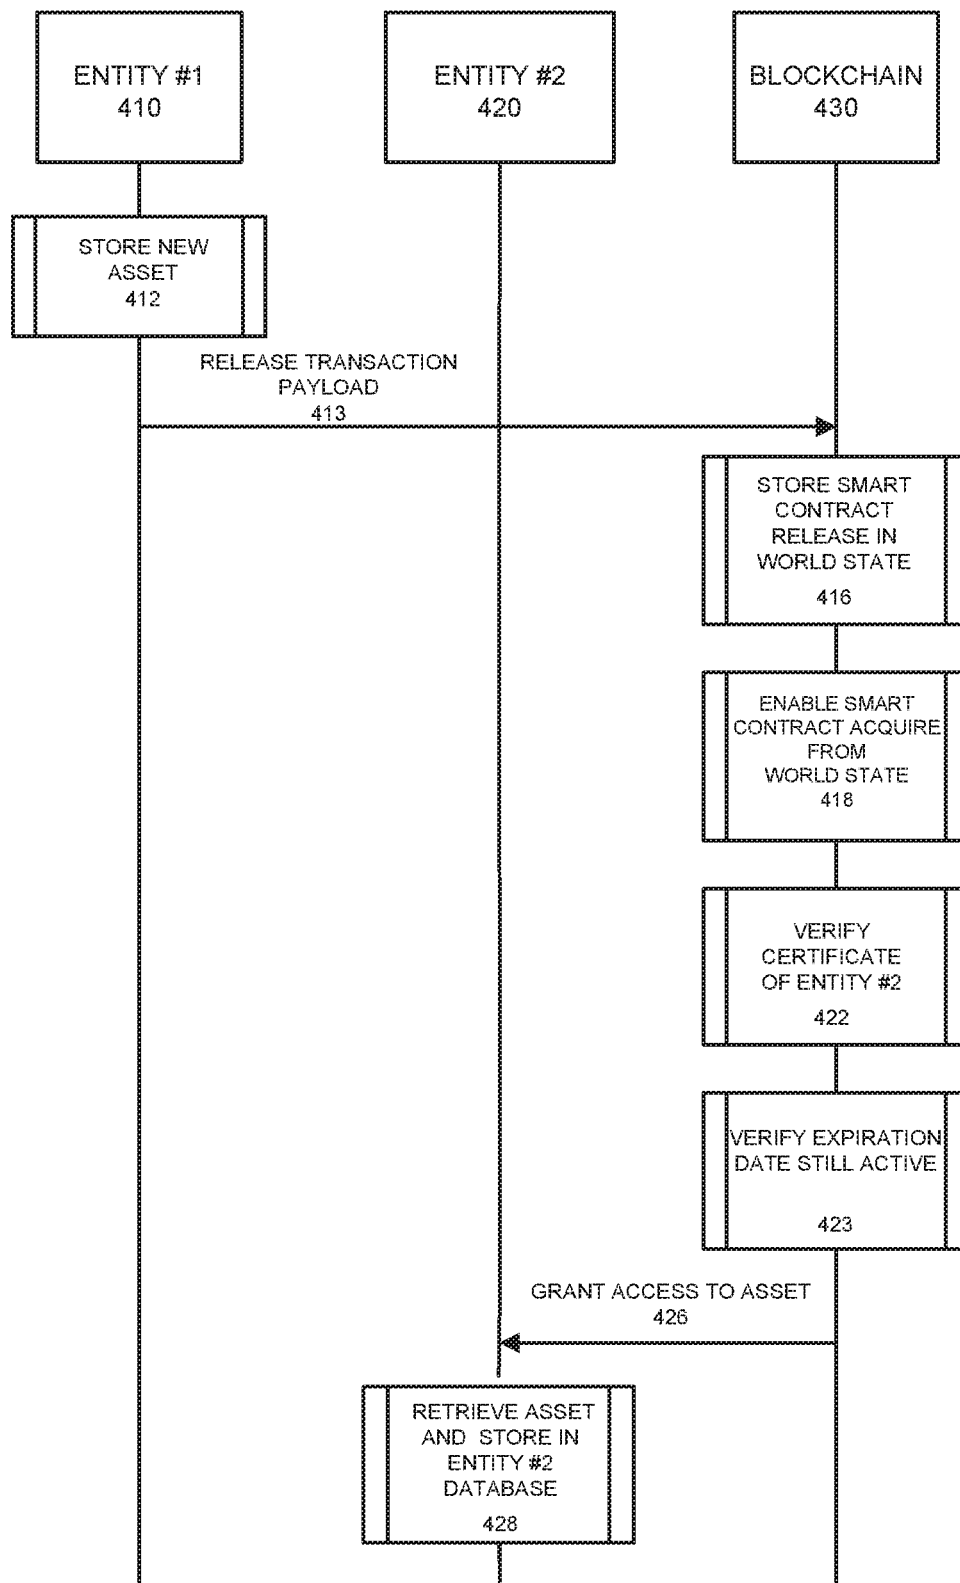 ENTITY #1
410
ENTITY #2
420
BLOCKCHAIN
430
STORE NEW
ASSET
412
RELEASE TRANSACTION
PAYLOAD
413
STORE SMART
CONTRACT
RELEASE IN
WORLD STATE
416
ENABLE SMART
CONTRACT ACQUIRE
FROM
WORLD STATE
418
VERIFY
CERTIFICATE
OF ENTITY #2
422
VERIFY EXPIRATION
DATE STILL ACTIVE
423
GRANT ACCESS TO ASSET
426
RETRIEVE ASSET
AND STORE IN
ENTITY #2
DATABASE
428